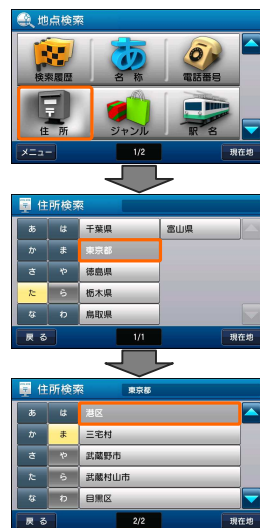 地点検索
あ
検索履歴 名称 電話番号
〒
住所 ジャンル 駅名
メニュー 1/2 現在地
住所検索
あ は 千葉県 富山県
か ま 東京都
さ や 徳島県
た ら 栃木県
な わ 鳥取県
戻る 1/1 現在地
住所検索 東京都
あ は 港区
か ま 三宅村
さ や 武蔵野市
た ら 武蔵村山市
な わ 目黒区
戻る 2/2 現在地